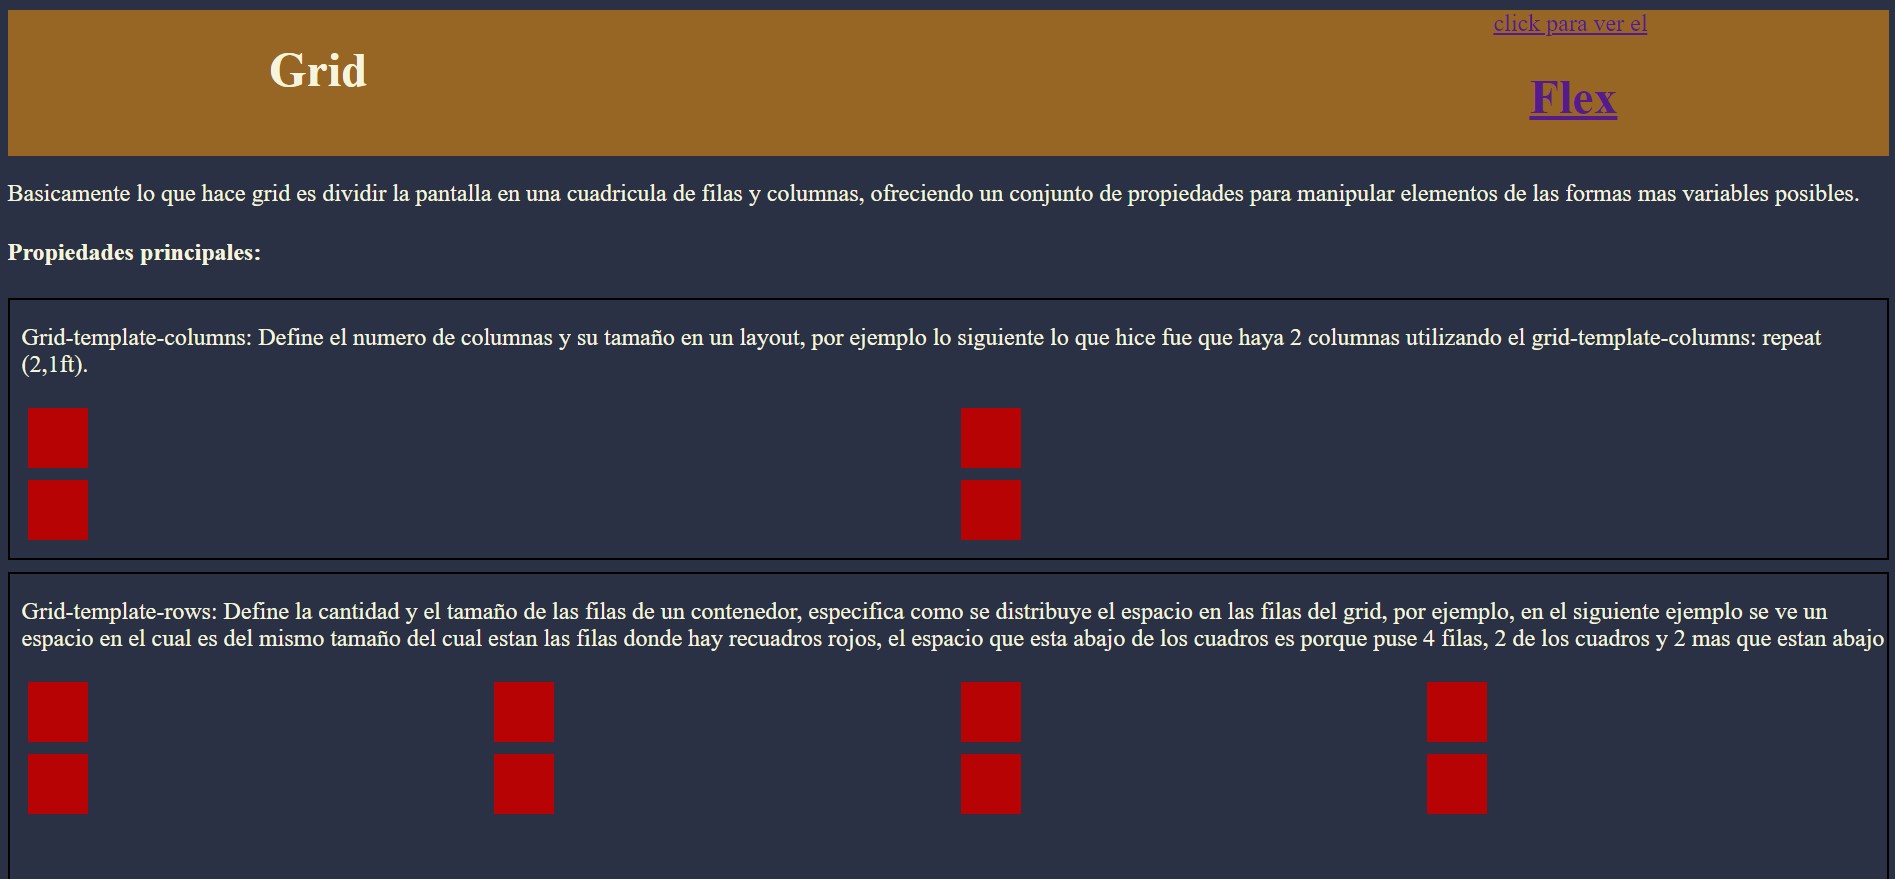 click para ver el
Grid
Flex
Basicamente lo que hace grid es dividir la pantalla en una cuadricula de filas y columnas, ofreciendo un conjunto de propiedades para manipular elementos de las formas mas variables posibles.
Propiedades principales:
Grid-template-columns: Define el numero de columnas y su tamaño en un layout, por ejemplo lo siguiente lo que hice fue que haya 2 columnas utilizando el grid-template-columns: repeat
(2,1ft).
Grid-template-rows: Define la cantidad y el tamaño de las filas de un contenedor, especifica como se distribuye el espacio en las filas del grid, por ejemplo, en el siguiente ejemplo se ve un
espacio en el cual es del mismo tamaño del cual estan las filas donde hay recuadros rojos, el espacio que esta abajo de los cuadros es porque puse 4 filas, 2 de los cuadros y 2 mas que estan abajo